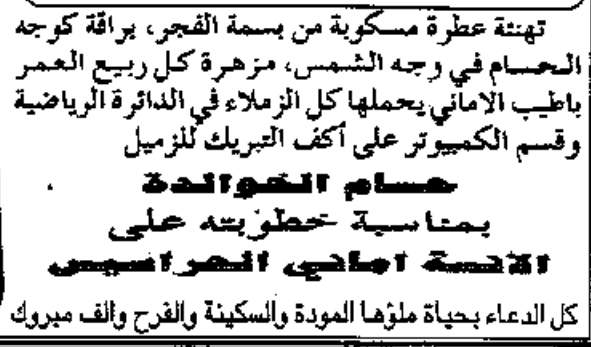 تهنئة عطرة مسكوبة من بسمة الفجر، براقة كوجه
الحسام في وجه الشمس، مزهرة كل ربيع العمر
باطيب الاماني يحملها كل الزملاء في الدائرة الرياضية
وقسم الكمبيوتر على أكف التبريك للزميل
حسام الخوالدة
بمناسبة خطوبته على
الآنسة اماني
كل الدعاء بحياة ملؤها المودة والسكينة والفرح والف مبروك